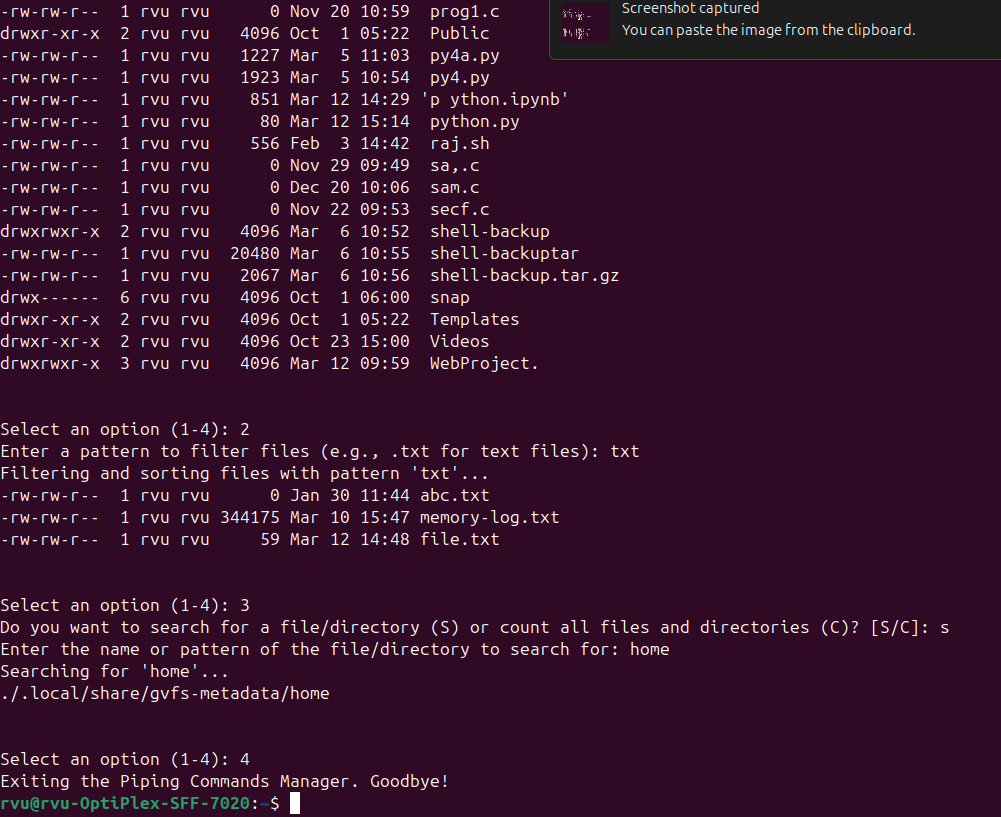 -rw-rw-r--  1 rvu rvu      0 Nov 20 10:59  prog1.c
drwxr-xr-x  2 rvu rvu   4096 Oct  1 05:22  Public
-rw-rw-r--  1 rvu rvu   1227 Mar  5 11:03  py4a.py
-rw-rw-r--  1 rvu rvu   1923 Mar  5 10:54  py4.py
-rw-rw-r--  1 rvu rvu    851 Mar 12 14:29 'p ython.ipynb'
-rw-rw-r--  1 rvu rvu     80 Mar 12 15:14  python.py
-rw-rw-r--  1 rvu rvu    556 Feb  3 14:42  raj.sh
-rw-rw-r--  1 rvu rvu      0 Nov 29 09:49  sa,.c
-rw-rw-r--  1 rvu rvu      0 Dec 20 10:06  sam.c
-rw-rw-r--  1 rvu rvu      0 Nov 22 09:53  secf.c
drwxrwxr-x  2 rvu rvu   4096 Mar  6 10:52  shell-backup
-rw-rw-r--  1 rvu rvu  20480 Mar  6 10:55  shell-backuptar
-rw-rw-r--  1 rvu rvu   2067 Mar  6 10:56  shell-backup.tar.gz
drwx------  6 rvu rvu   4096 Oct  1 06:00  snap
drwxr-xr-x  2 rvu rvu   4096 Oct  1 05:22  Templates
drwxr-xr-x  2 rvu rvu   4096 Oct 23 15:00  Videos
drwxrwxr-x  3 rvu rvu   4096 Mar 12 09:59  WebProject.
Screenshot captured
You can paste the image from the clipboard.
Select an option (1-4): 2
Enter a pattern to filter files (e.g., .txt for text files): txt
Filtering and sorting files with pattern 'txt'...
-rw-rw-r--  1 rvu rvu      0 Jan 30 11:44 abc.txt
-rw-rw-r--  1 rvu rvu 344175 Mar 10 15:47 memory-log.txt
-rw-rw-r--  1 rvu rvu     59 Mar 12 14:48 file.txt
Select an option (1-4): 3
Do you want to search for a file/directory (S) or count all files and directories (C)? [S/C]: s
Enter the name or pattern of the file/directory to search for: home
Searching for 'home'...
./.local/share/gvfs-metadata/home
Select an option (1-4): 4
Exiting the Piping Commands Manager. Goodbye!
rvu@rvu-OptiPlex-SFF-7020:~$